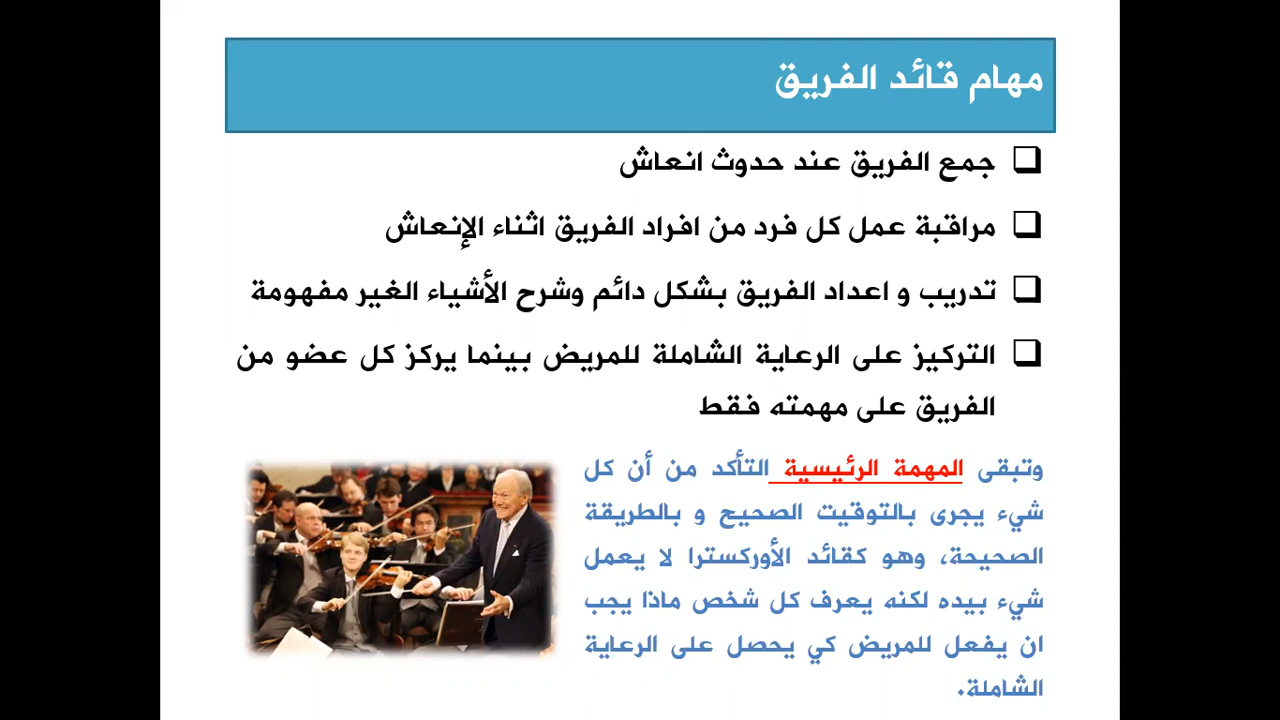 مهام قائد الفريق
جمع الفريق عند حدوث انعاش
مراقبة عمل كل فرد من افراد الفريق اثناء الإنعاش
تدريب و اعداد الفريق بشكل دائم وشرح الأشياء الغير مفهومة
التركيز على الرعاية الشاملة للمريض بينما يركز كل عضو من
الفريق على مهمته فقط
وتبقى المهمة الرئيسية التأكد من أن كل
شيء يجرى بالتوقيت الصحيح و بالطريقة
الصحيحة، وهو كقائد الأوركسترا لا يعمل
شيء بيده لكنه يعرف كل شخص ماذا يجب
ان يفعل للمريض كي يحصل على الرعاية
الشاملة.